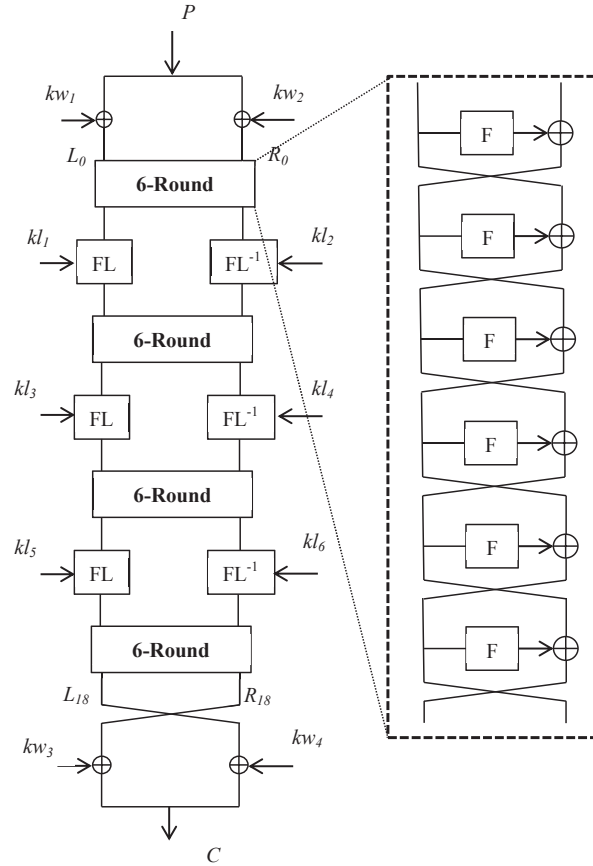 P
kw1 kw2
L0 R0
6-Round
kl1 kl2
FL FL-1
6-Round
kl3 kl4
FL FL-1
6-Round
kl5 kl6
FL FL-1
6-Round
L18 R18
kw3 kw4
C
F
F
F
F
F
F